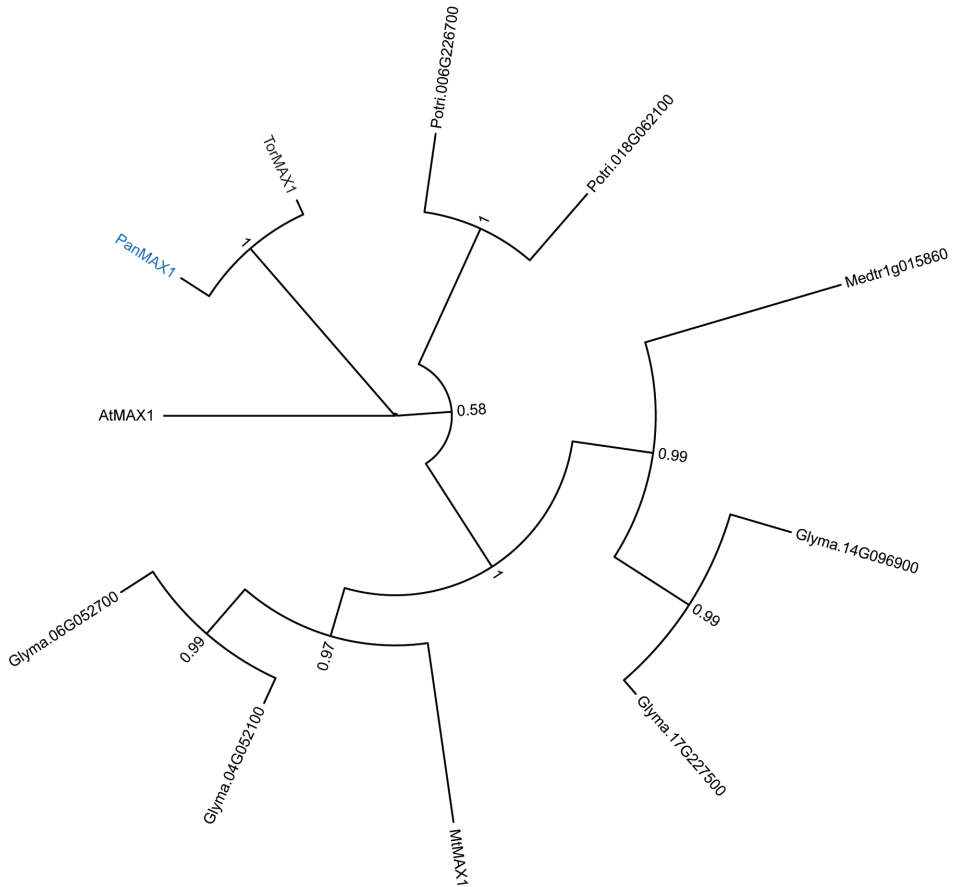 Potri.006G226700
Potri.018G062100
TorMAX1
1
1
PanMAX1
Medtr1g015860
AtMAX1
0.58
0.99
Glyma.14G096900
1
0.99
Glyma.06G052700
0.99
0.97
Glyma.04G052100
Glyma.17G227500
MtMAX1